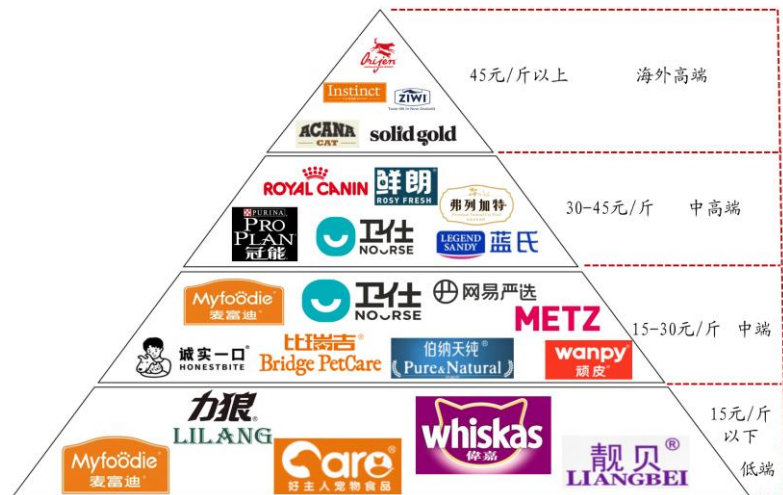 Orijen
45元/斤以上 海外高端
Instinct
ZIWI
ACANA
CAT
solid gold
ROYAL CANIN
鲜朗
ROSY FRESH
弗列加特
30-45元/斤 中高端
PURINA
PRO
PLAN
冠能
卫仕
NOURSE
LEGEND
SANDY
蓝氏
Myfoodie
麦富迪
卫仕
NOURSE
网易严选
METZ
15-30元/斤 中端
诚实一口
HONESTBITE
比瑞吉
Bridge PetCare
伯纳天纯
Pure&Natural
wanpy
顽皮
力狼
LILANG
15元/斤
以下
低端
Myfoodie
麦富迪
Care
好主人宠物食品
whiskas
偉嘉
靓贝
LIANGBEI